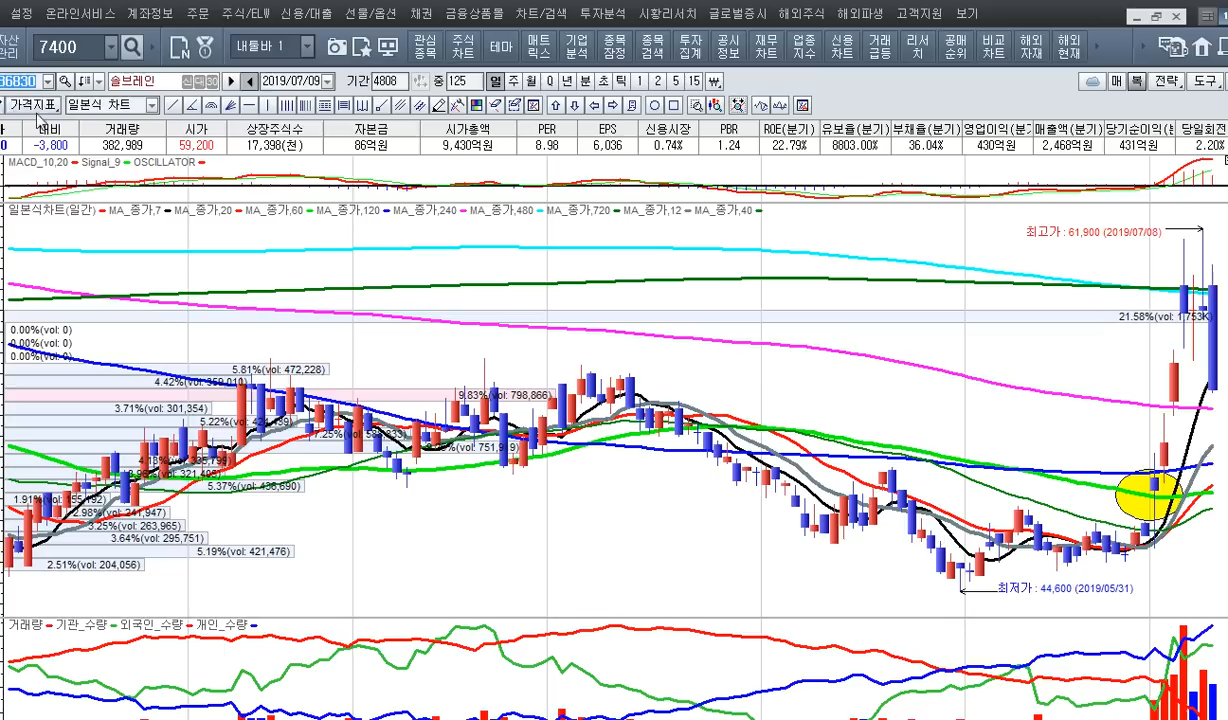 설정 온라인서비스 계좌정보 주문 주식/ELW 신용/대출 선물/옵션 채권 금융상품몰 차트/검색 투자분석 시황리서치 글로벌증시 해외주식 해외파생 고객지원 보기
자산 관리 7400 내툴바 1 관심 종목 주식 차트 테마 매트 릭스 기업 분석 종목 잠정 종목 검색 투자 집계 공시 정보 재무 차트 업종 지수 신용 차트 거래 급등 리서 치 공매 순위 비교 차트 해외 자재 해외 현재
솔브레인 2019/07/09 기간 4808 중 125 일 주 월 Q 년 분 초 틱 1 2 5 15 매 복 전략 도구
가격지표 일본식 차트
대비 거래량 시가 상장주식수 자본금 시가총액 PER EPS 신용시장 PBR ROE(분기) 유보율(분기) 부채율(분기) 영업이익(분기 매출액(분기) 당기순이익(분 당일회전
-3,800 382,989 59,200 17,398(천) 86억원 9,430억원 8.98 6,036 0.74% 1.24 22.79% 8803.00% 36.04% 430억원 2,468억원 431억원 2.20%
MACD_10,20 Signal_9 OSCILLATOR
일본식차트(일간) MA_종가,7 MA_종가,20 MA_종가,60 MA_종가,120 MA_종가,240 MA_종가,480 MA_종가,720 MA_종가,12 MA_종가,40
최고가 : 61,900 (2019/07/08)
21.58%(vol: 1,753K)
0.00%(vol: 0)
0.00%(vol: 0)
0.00%(vol: 0)
5.81%(vol: 472,228)
4.42%(vol: 359,010)
9.83%(vol: 798,866)
3.71%(vol: 301,354)
5.22%(vol: 424,439)
7.25%(vol: 588,833)
5.37%(vol: 436,690)
1.91%(vol: 155,192)
2.98%(vol: 241,947)
3.25%(vol: 263,965)
3.64%(vol: 295,751)
5.19%(vol: 421,476)
2.51%(vol: 204,056)
최저가 : 44,600 (2019/05/31)
거래량 기관_수량 외국인_수량 개인_수량